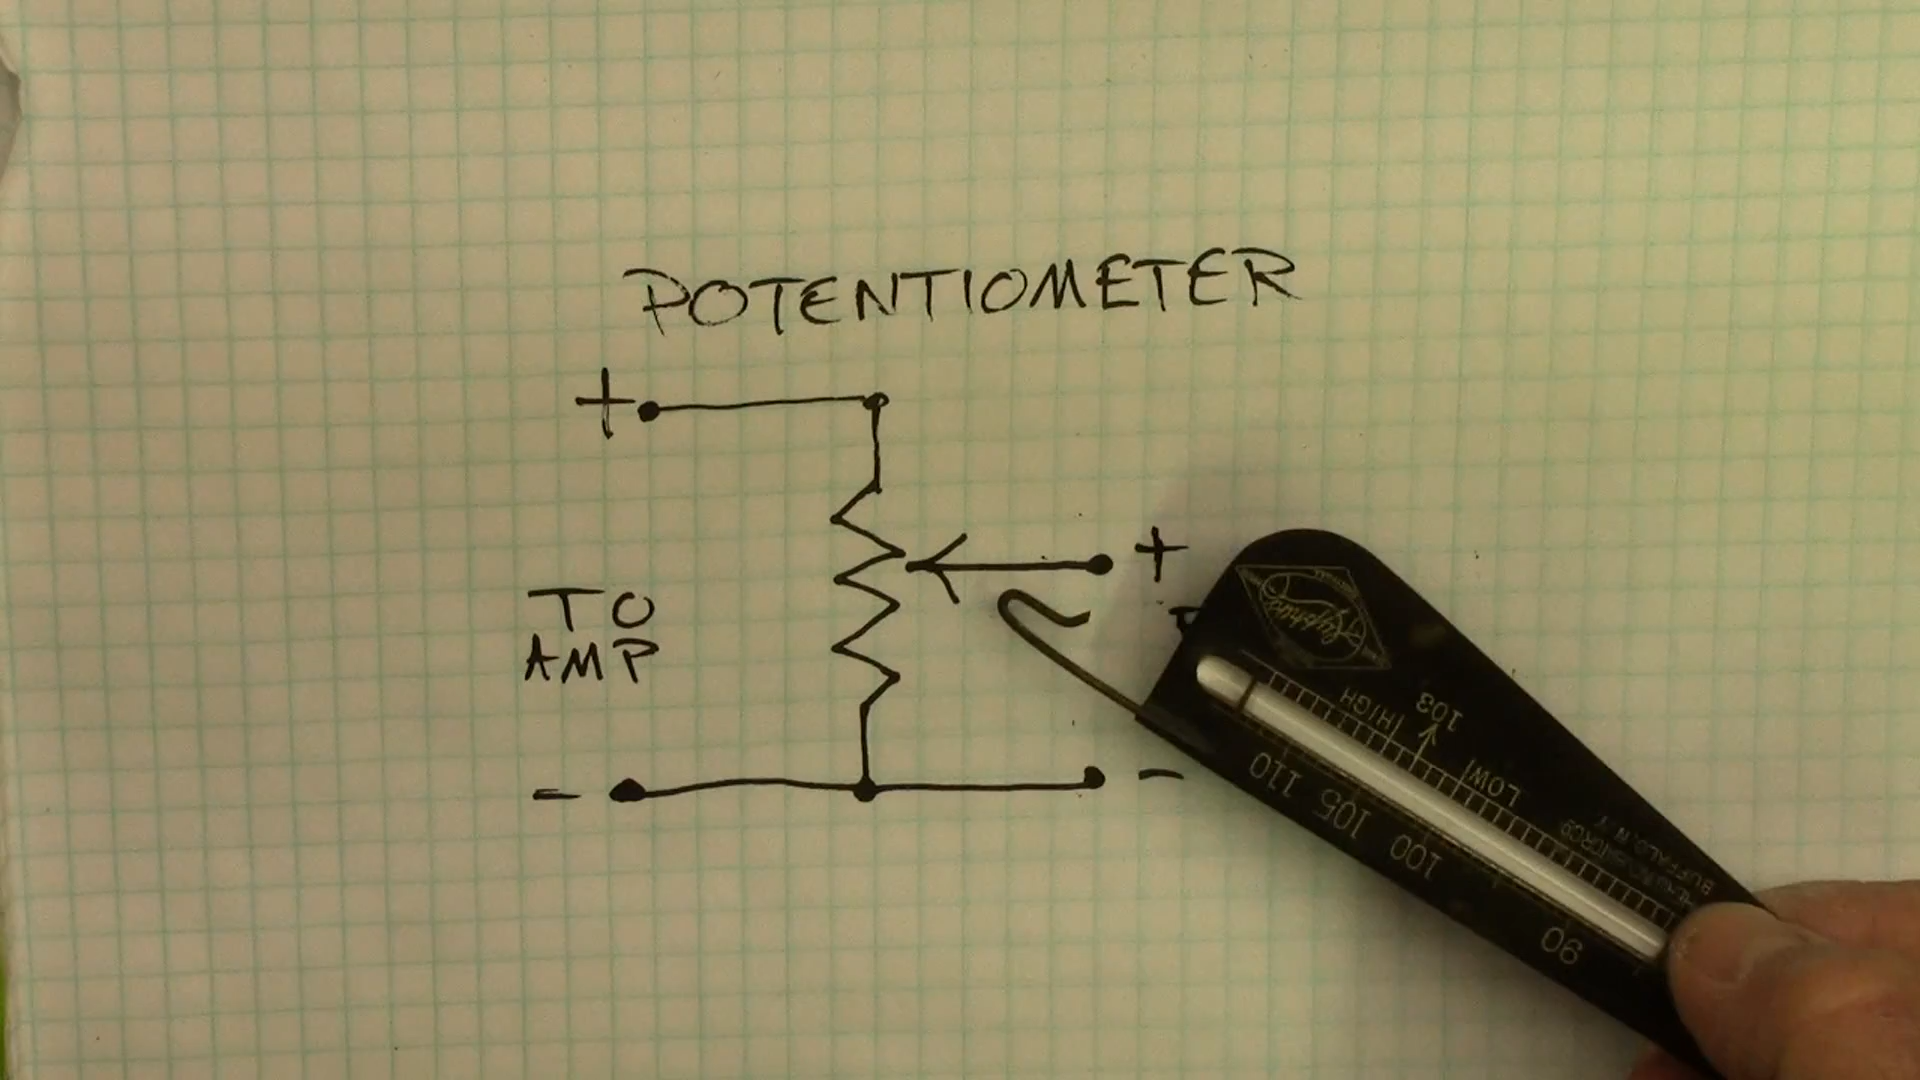 POTENTIOMETER
+
+
TO
AMP
-
-
HIGH
103
LOW
110
105
100
90
BUFFALO, N.Y.